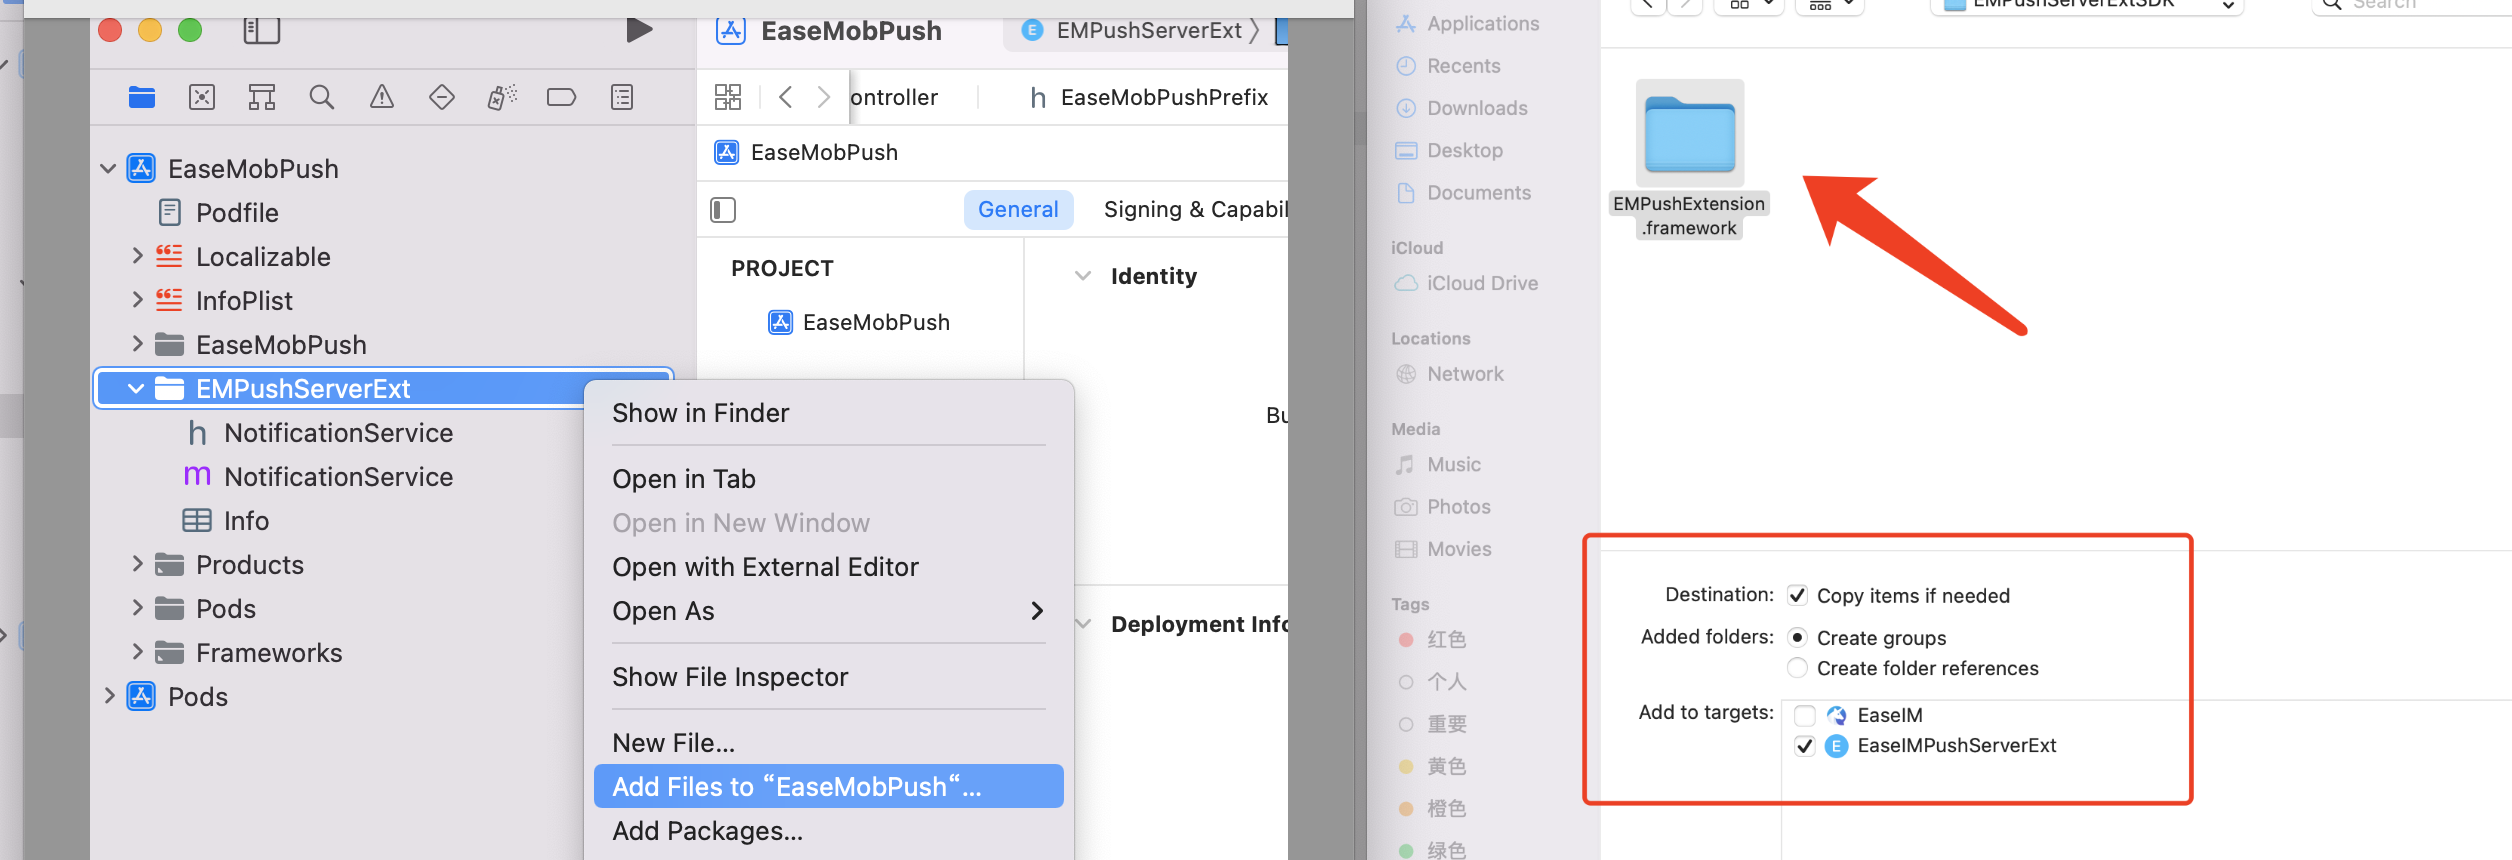 EaseMobPush
EMPushServerExt
ontroller
h EaseMobPushPrefix
EaseMobPush
General
Signing & Capabil
PROJECT
EaseMobPush
Identity
Bu
Deployment Info
EaseMobPush
Podfile
Localizable
InfoPlist
EaseMobPush
EMPushServerExt
h NotificationService
m NotificationService
Info
Products
Pods
Frameworks
Pods
Show in Finder
Open in Tab
Open in New Window
Open with External Editor
Open As
Show File Inspector
New File...
Add Files to “EaseMobPush“...
Add Packages...
EMPushServerExtSDK
Search
Applications
Recents
Downloads
Desktop
Documents
iCloud
iCloud Drive
Locations
Network
Media
Music
Photos
Movies
Tags
红色
个人
重要
黄色
橙色
绿色
EMPushExtension
.framework
Destination: Copy items if needed
Added folders: Create groups
Create folder references
Add to targets: EaseIM
E EaseIMPushServerExt